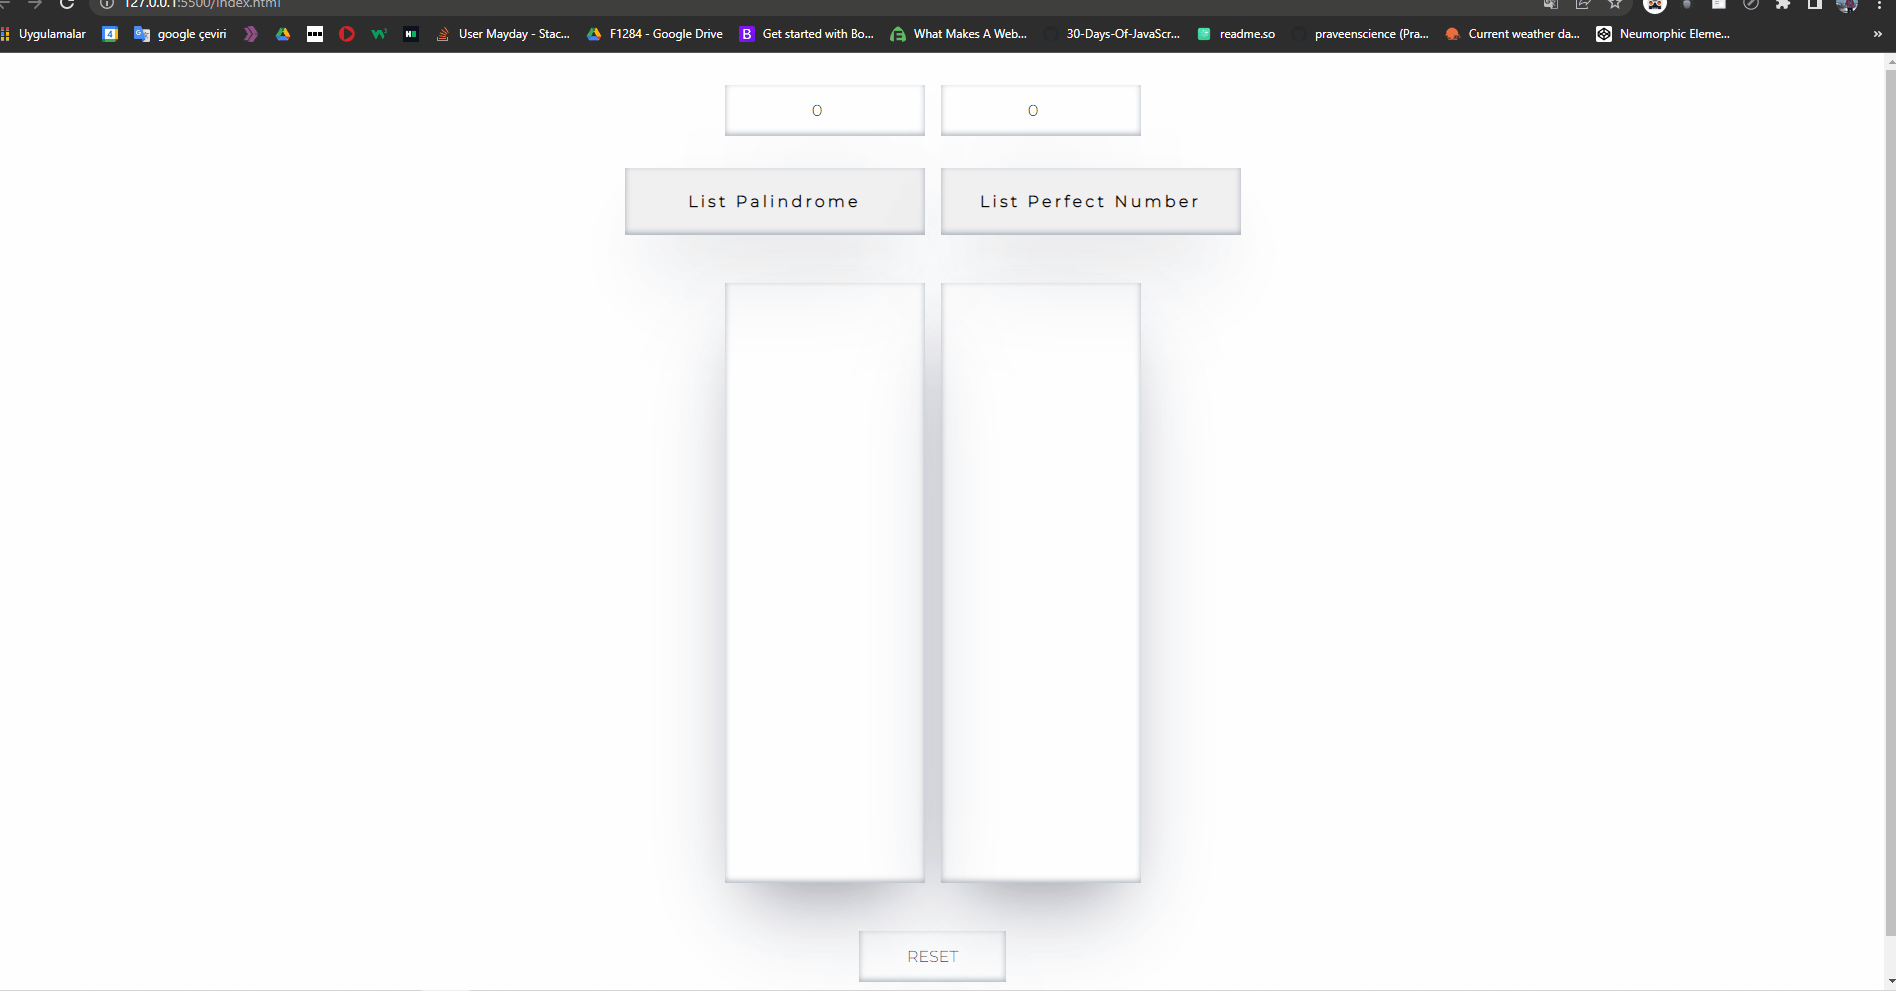 127.0.0.1:5500/index.html
Uygulamalar google çeviri User Mayday - Stac... F1284 - Google Drive Get started with Bo... What Makes A Web... 30-Days-Of-JavaScr... readme.so praveenscience (Pra... Current weather da... Neumorphic Eleme... »
0 0
List Palindrome List Perfect Number
RESET